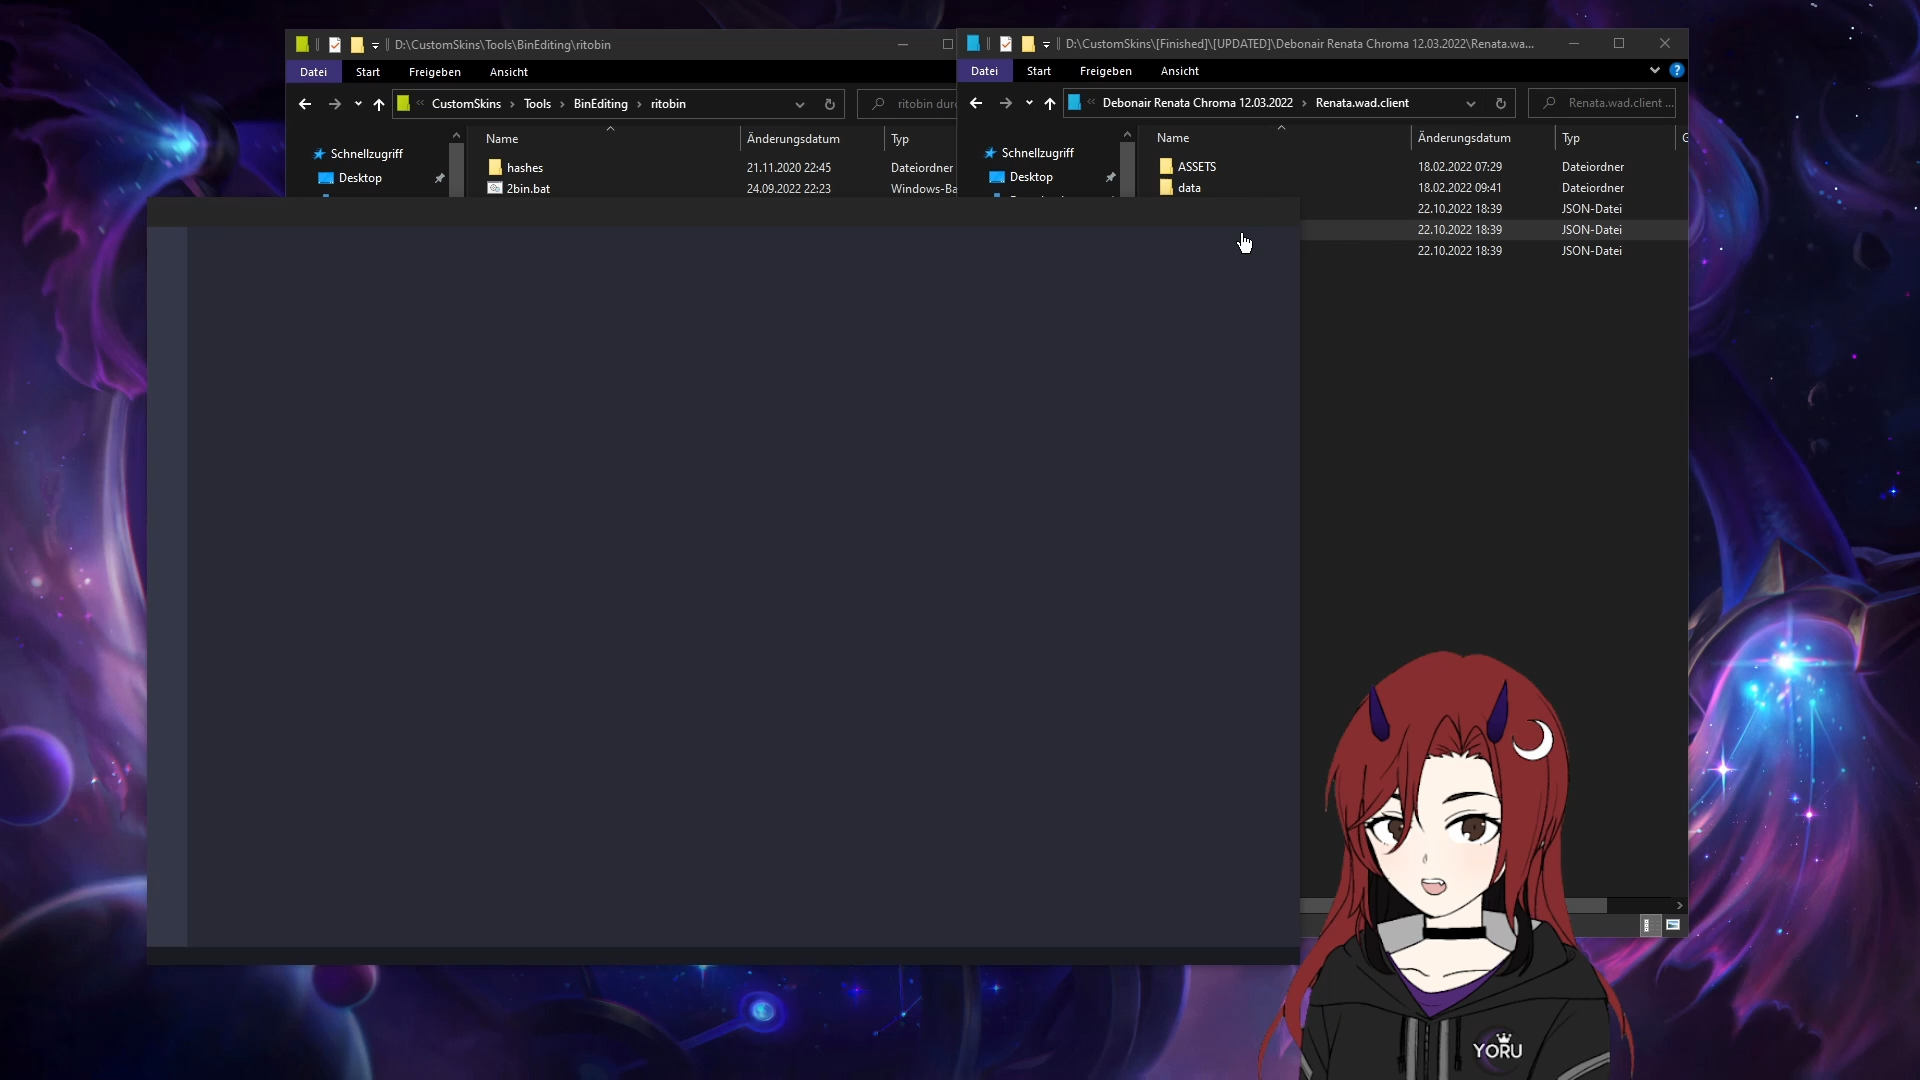 D:\CustomSkins\Tools\BinEditing\ritobin
Datei Start Freigeben Ansicht
CustomSkins Tools BinEditing ritobin
ritobin dur
Name Änderungsdatum Typ
Schnellzugriff
Desktop
hashes 21.11.2020 22:45 Dateiordner
2bin.bat 24.09.2022 22:23 Windows-Ba
D:\CustomSkins\[Finished]\[UPDATED]\Debonair Renata Chroma 12.03.2022\Renata.wa...
Datei Start Freigeben Ansicht
Debonair Renata Chroma 12.03.2022 Renata.wad.client
Renata.wad.client ...
Name Änderungsdatum Typ G
Schnellzugriff
Desktop
ASSETS 18.02.2022 07:29 Dateiordner
data 18.02.2022 09:41 Dateiordner
22.10.2022 18:39 JSON-Datei
22.10.2022 18:39 JSON-Datei
22.10.2022 18:39 JSON-Datei
YORU